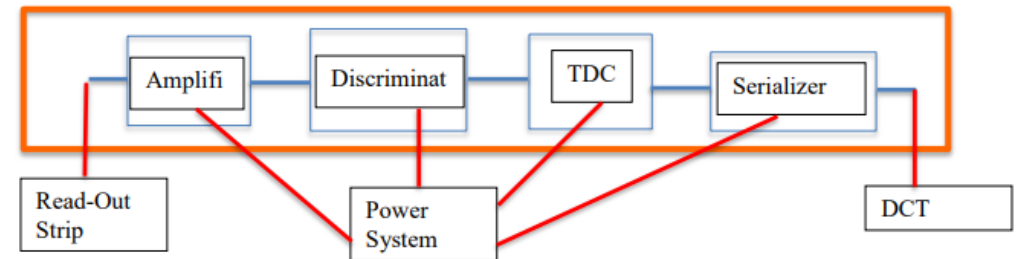 Amplifi
Discriminat
TDC
Serializer
Read-Out
Strip
Power
System
DCT